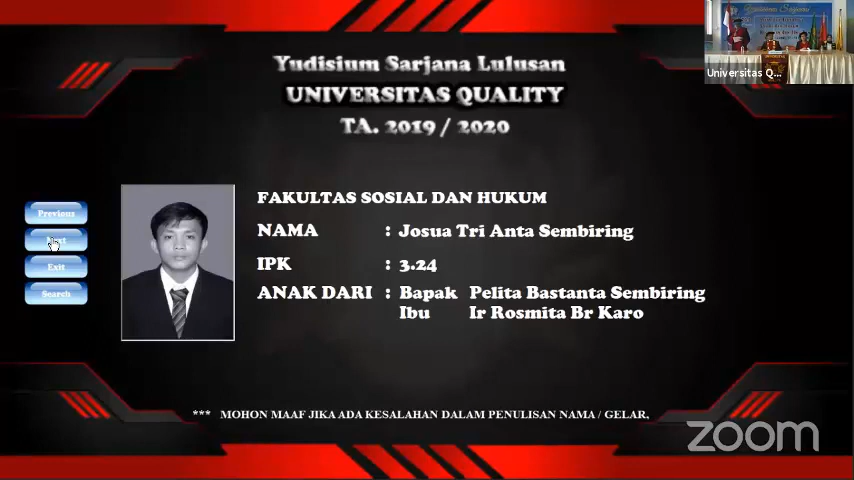 Yudisium Sarjana Lulusan
UNIVERSITAS QUALITY
TA. 2019 / 2020
Universitas Q...
Previous
Next
Exit
Search
FAKULTAS SOSIAL DAN HUKUM
NAMA : Josua Tri Anta Sembiring
IPK : 3.24
ANAK DARI : Bapak Pelita Bastanta Sembiring
Ibu Ir Rosmita Br Karo
*** MOHON MAAF JIKA ADA KESALAHAN DALAM PENULISAN NAMA / GELAR,
zoom